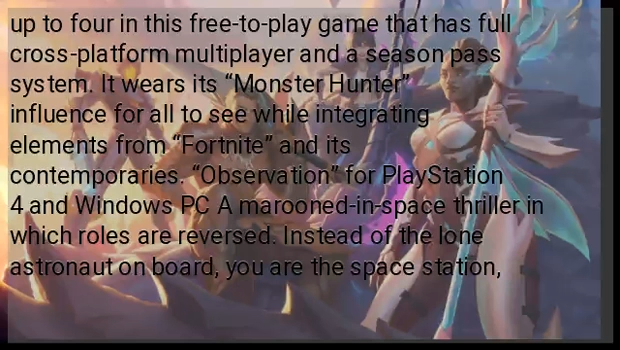 up to four in this free-to-play game that has full
cross-platform multiplayer and a season pass
system. It wears its “Monster Hunter”
influence for all to see while integrating
elements from “Fortnite” and its
contemporaries. “Observation” for PlayStation
4 and Windows PC A marooned-in-space thriller in
which roles are reversed. Instead of the lone
astronaut on board, you are the space station,